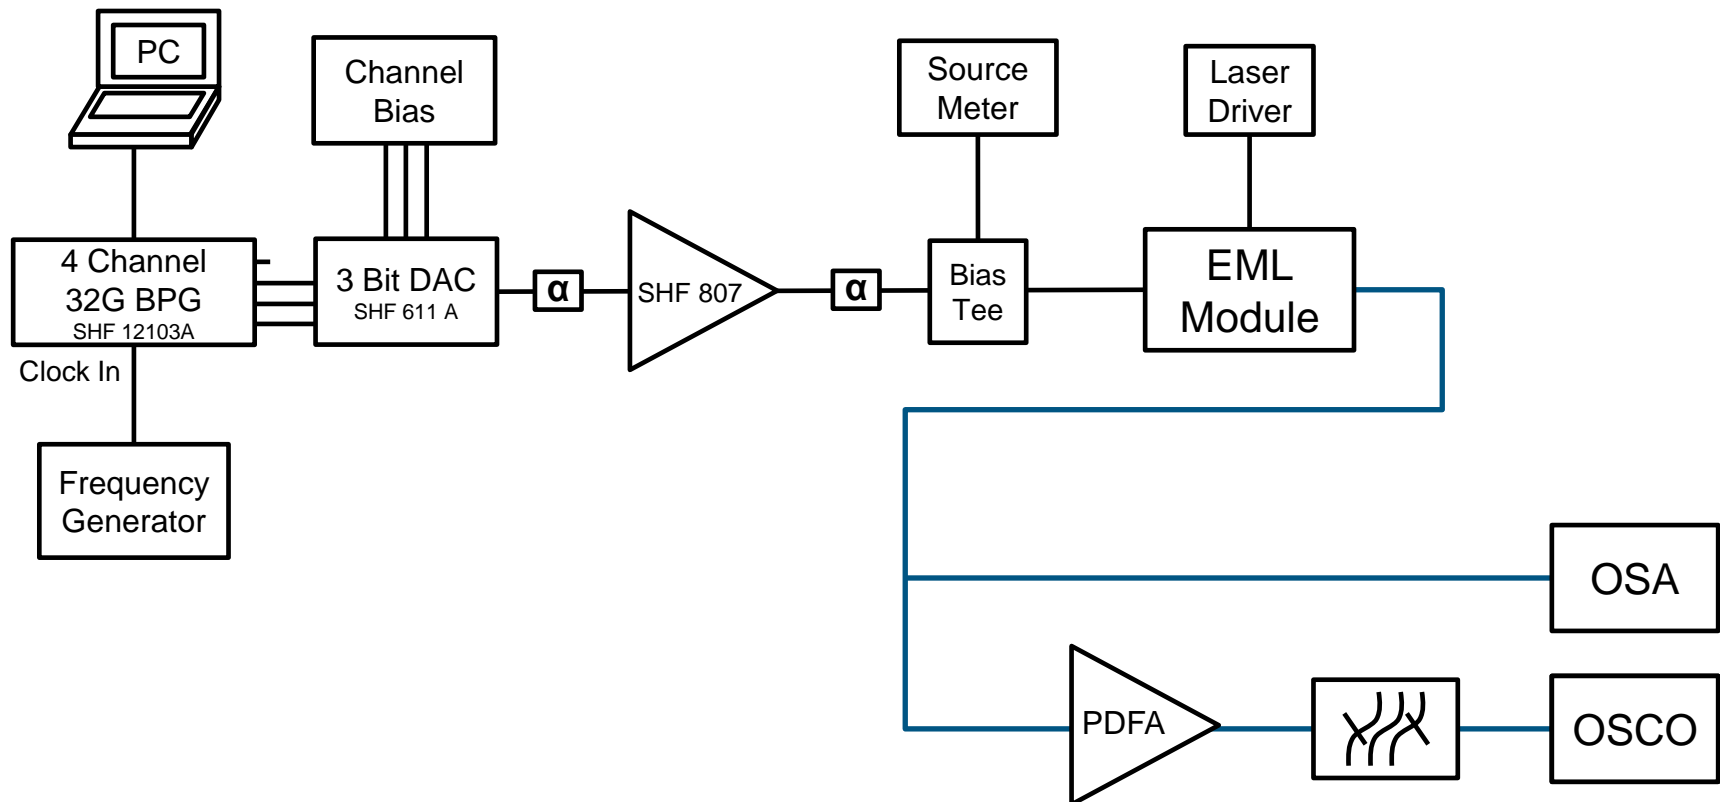 PC
Channel
Bias
Source
Meter
Laser
Driver
4 Channel
32G BPG
SHF 12103A
3 Bit DAC
SHF 611 A
α
SHF 807
α
Bias
Tee
EML
Module
Clock In
Frequency
Generator
OSA
PDFA
OSCO